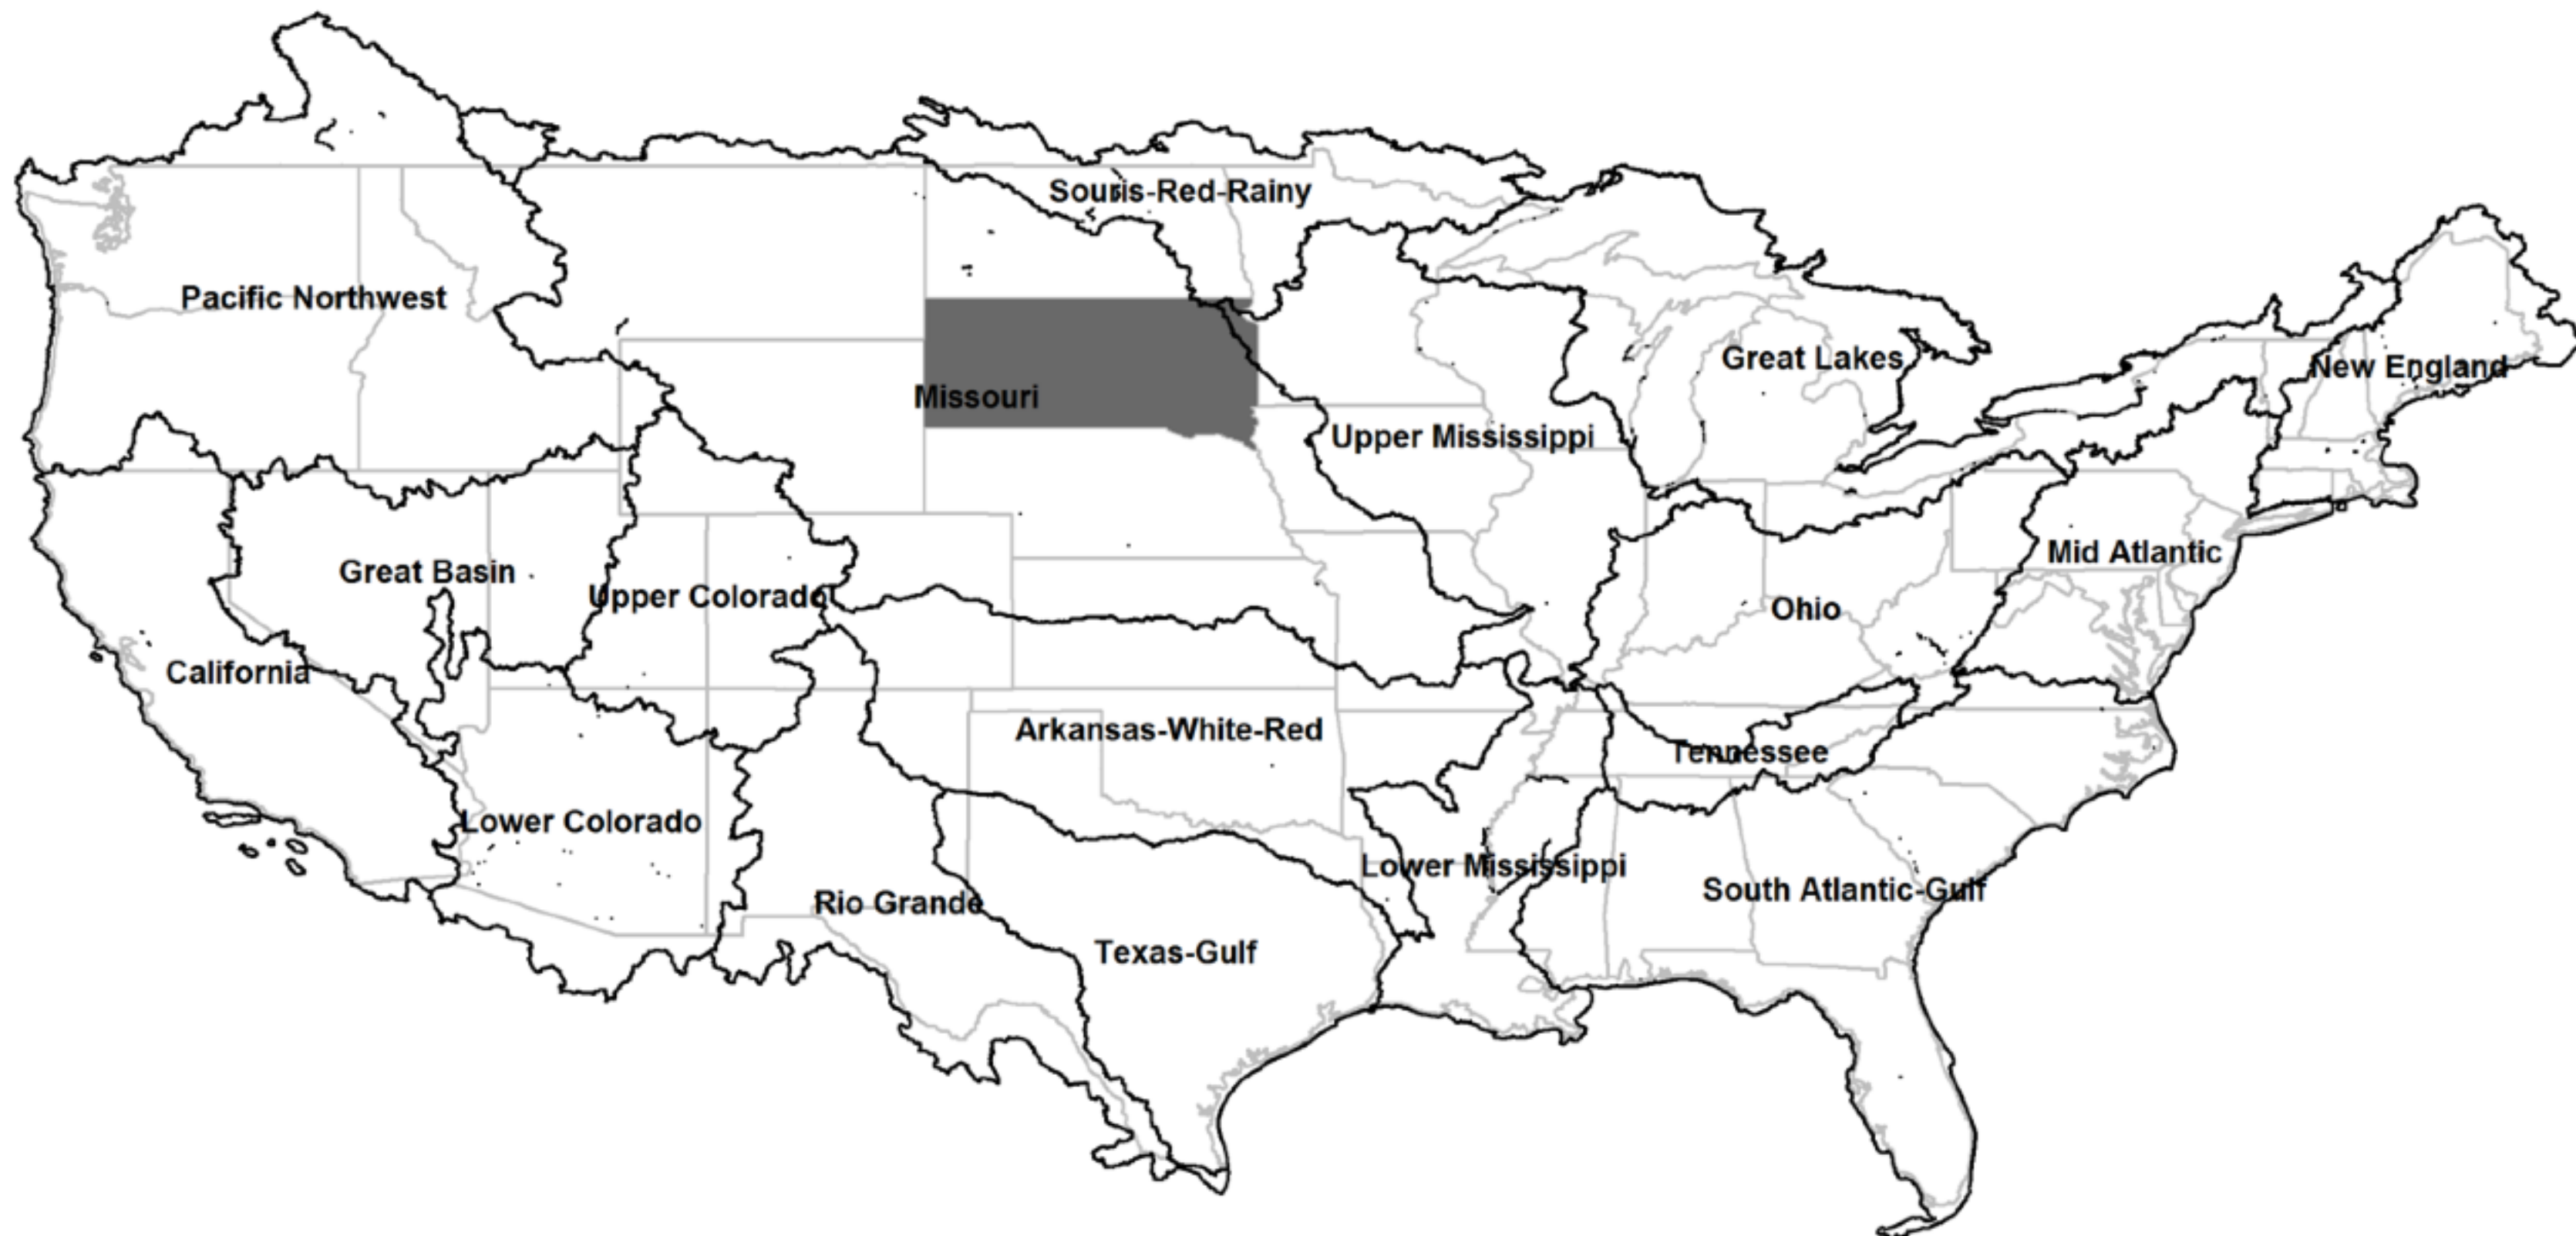 Souris-Red-Rainy
Pacific Northwest
Great Lakes
New England
Missouri
Upper Mississippi
Mid Atlantic
Great Basin
Upper Colorado
Ohio
California
Arkansas-White-Red
Tennessee
Lower Colorado
Lower Mississippi
South Atlantic-Gulf
Rio Grande
Texas-Gulf